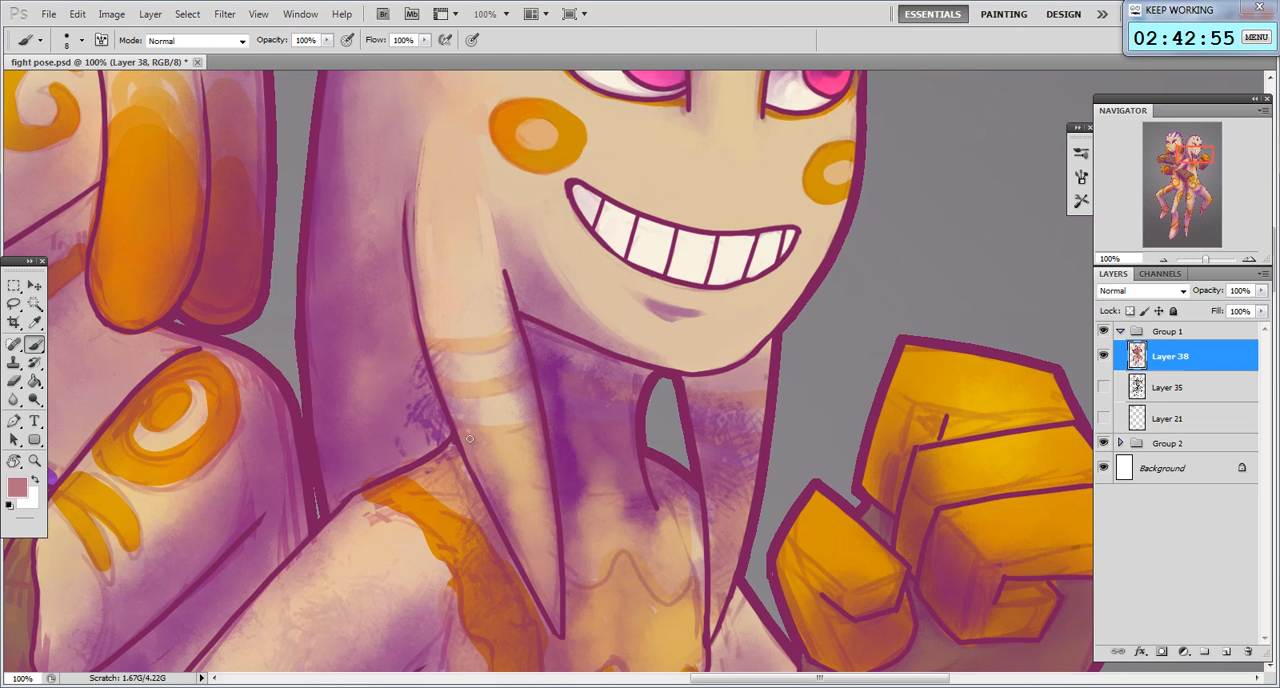 Ps File Edit Image Layer Select Filter View Window Help Br Mb 100% ESSENTIALS PAINTING DESIGN
KEEP WORKING
02:42:55 MENU
8 Mode: Normal Opacity: 100% Flow: 100%
fight pose.psd @ 100% (Layer 38, RGB/8) *
NAVIGATOR
100%
LAYERS CHANNELS
Normal Opacity: 100%
Lock: Fill: 100%
Group 1
Layer 38
Layer 35
Layer 21
Group 2
Background
T
fx
100% Scratch: 1.67G/4.22G